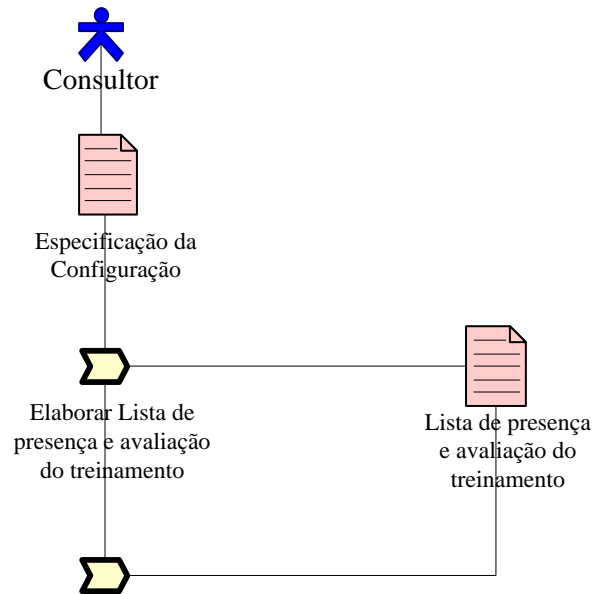 Consultor
Especificação da
Configuração
Elaborar Lista de
presença e avaliação
do treinamento
Lista de presença
e avaliação do
treinamento